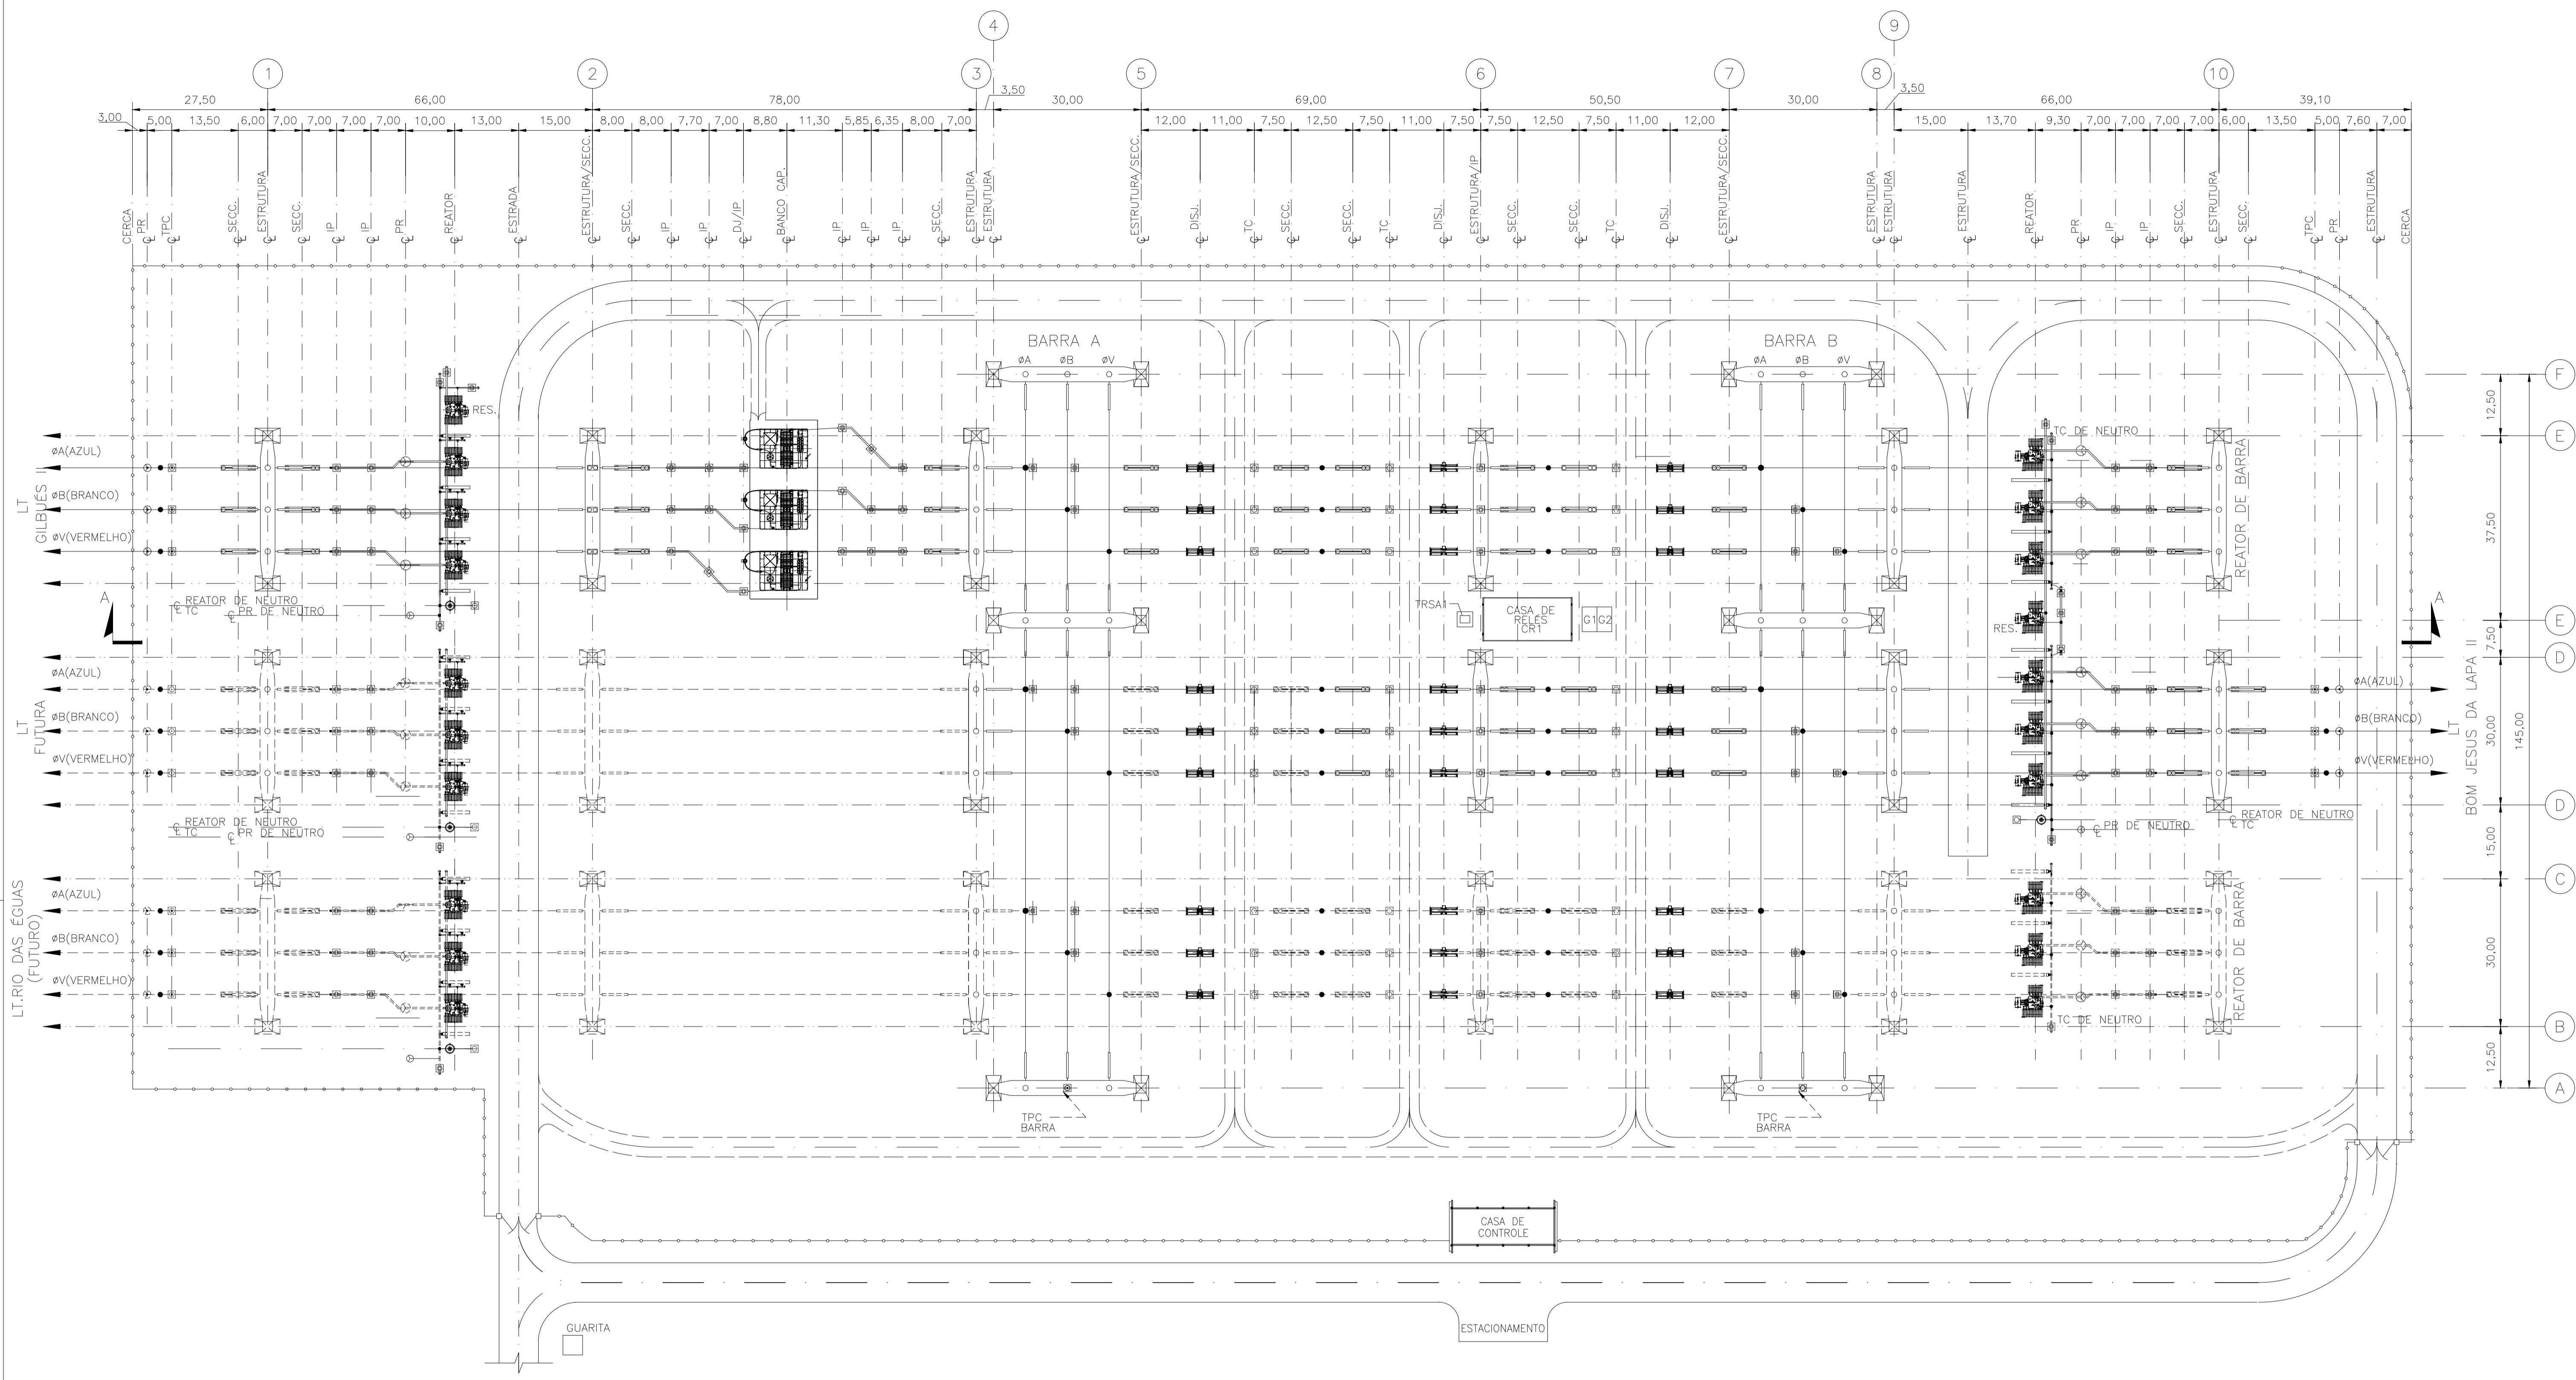 4
9
1
2
3
5
6
7
8
10
27,50
66,00
78,00
3,50
30,00
69,00
50,50
30,00
3,50
66,00
39,10
3,00
5,00
13,50
6,00
7,00
7,00
7,00
7,00
10,00
13,00
15,00
8,00
8,00
7,70
7,00
8,80
11,30
5,85
6,35
8,00
7,00
12,00
11,00
7,50
12,50
7,50
11,00
7,50
7,50
12,50
7,50
11,00
12,00
15,00
13,70
9,30
7,00
7,00
7,00
7,00
6,00
13,50
5,00
7,60
7,00
CERCA
PR
TPC
SECC.
ESTRUTURA
SECC.
IP
IP
PR
REATOR
ESTRADA
ESTRUTURA/SECC.
SECC.
IP
IP
DJ/IP
BANCO CAP.
IP
IP
IP
SECC.
ESTRUTURA
ESTRUTURA
ESTRUTURA/SECC.
DISJ.
TC
SECC.
SECC.
TC
DISJ.
ESTRUTURA/IP
SECC.
SECC.
TC
DISJ.
ESTRUTURA/SECC.
ESTRUTURA
ESTRUTURA
ESTRUTURA
REATOR
PR
IP
IP
SECC.
ESTRUTURA
SECC.
TPC
PR
ESTRUTURA
CERCA
BARRA A
ØA ØB ØV
BARRA B
ØA ØB ØV
F
12,50
E
37,50
E
7,50
D
30,00
145,00
D
15,00
C
30,00
B
12,50
A
RES.
LT
GILBUÉS II
ØA(AZUL)
ØB(BRANCO)
ØV(VERMELHO)
TC DE NEUTRO
REATOR DE BARRA
A
REATOR DE NEUTRO
TC
PR DE NEUTRO
TRSA1
CASA DE
RELÉS
CR1
G1 G2
RES.
A
LT
FUTURA
ØA(AZUL)
ØB(BRANCO)
ØV(VERMELHO)
ØA(AZUL)
ØB(BRANCO)
ØV(VERMELHO)
LT
BOM JESUS DA LAPA II
REATOR DE NEUTRO
TC
PR DE NEUTRO
REATOR DE NEUTRO
TC
PR DE NEUTRO
LT.RIO DAS ÉGUAS
(FUTURO)
ØA(AZUL)
ØB(BRANCO)
ØV(VERMELHO)
REATOR DE BARRA
TC DE NEUTRO
TPC
BARRA
TPC
BARRA
CASA DE
CONTROLE
GUARITA
ESTACIONAMENTO